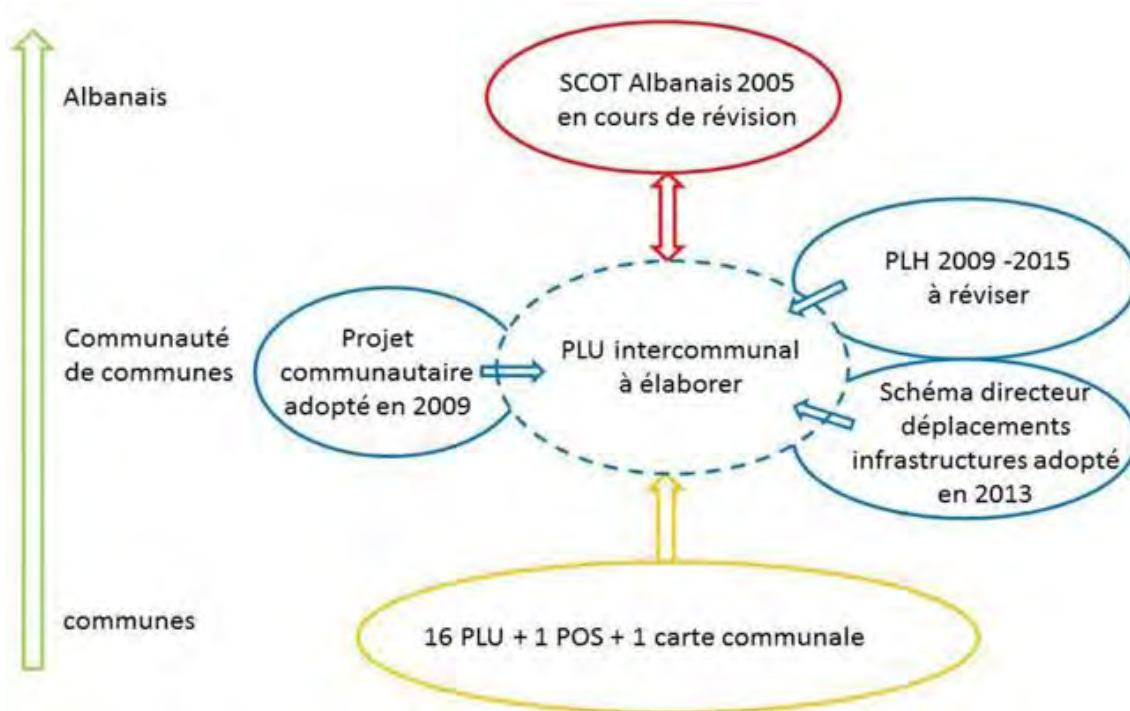 Albanais
SCOT Albanais 2005
en cours de révision
PLH 2009 -2015
à réviser
Communauté
de communes
Projet
communautaire
adopté en 2009
PLU intercommunal
à élaborer
Schéma directeur
déplacements
infrastructures adopté
en 2013
communes
16 PLU + 1 POS + 1 carte communale